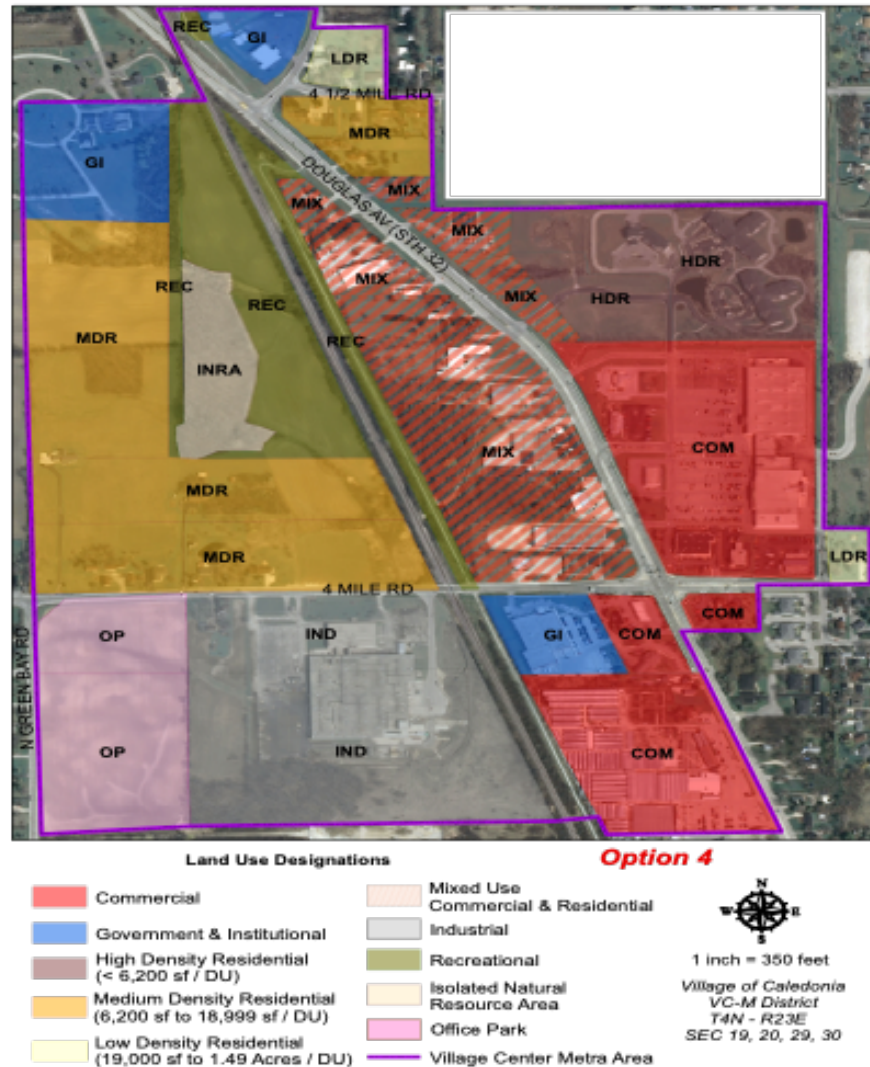 REC
GI
LDR
4 1/2 MILE RD
MDR
GI
DOUGLAS AV (STH 32)
MIX
MIX
MIX
HDR
MIX
REC
REC
MIX
HDR
REC
MDR
INRA
COM
MIX
MDR
LDR
MDR
4 MILE RD
N GREEN BAY RD
OP
IND
GI
COM
COM
OP
IND
COM
Land Use Designations
Option 4
Commercial
Government & Institutional
High Density Residential
(< 6,200 sf / DU)
Medium Density Residential
(6,200 sf to 18,999 sf / DU)
Low Density Residential
(19,000 sf to 1.49 Acres / DU)
Mixed Use
Commercial & Residential
Industrial
Recreational
Isolated Natural
Resource Area
Office Park
Village Center Metra Area
N
W E
S
1 inch = 350 feet
Village of Caledonia
VC-M District
T4N - R23E
SEC 19, 20, 29, 30